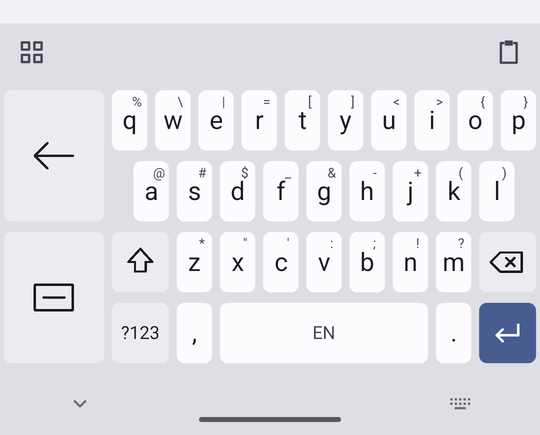 % \ | = [ ] < > { }
q w e r t y u i o p
@ # $ _ & - + ( )
a s d f g h j k l
* " ' : ; ! ?
z x c v b n m
?123 , EN .